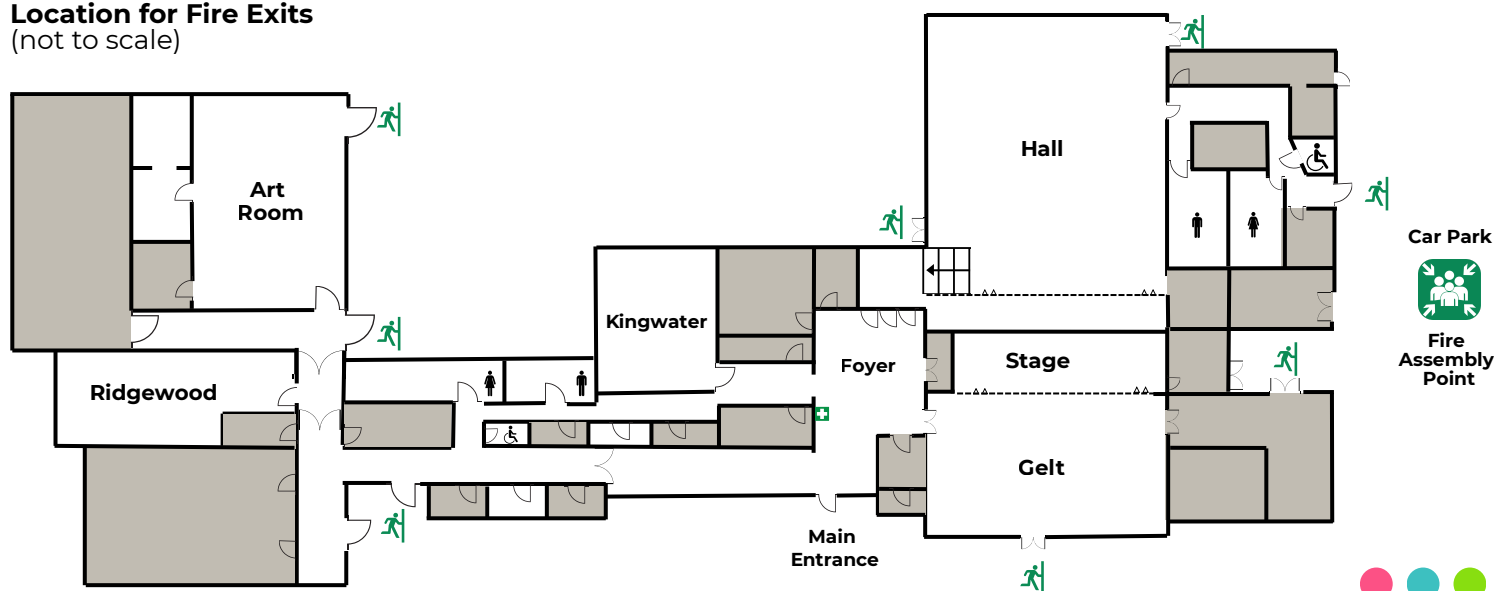 Location for Fire Exits
(not to scale)
Hall
Art
Room
Car Park
Kingwater
Fire
Assembly
Point
Foyer
Stage
Ridgewood
Gelt
Main
Entrance